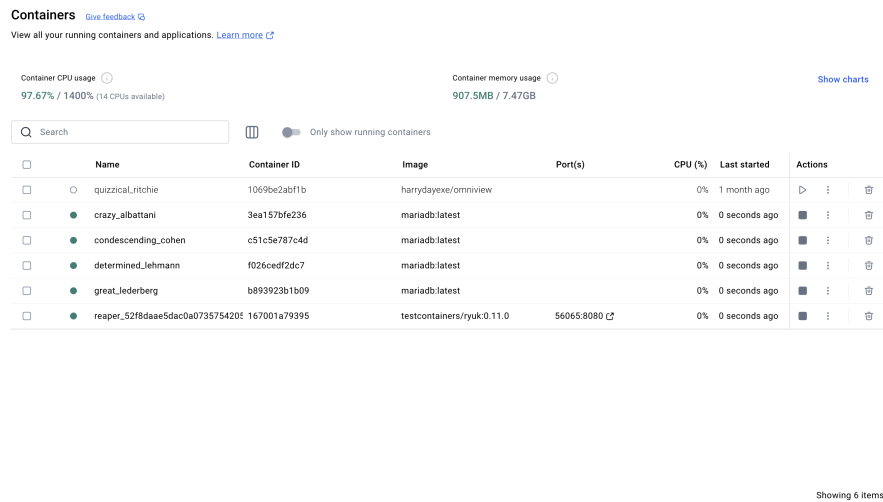 Containers Give feedback
View all your running containers and applications. Learn more
Container CPU usage
97.67% / 1400% (14 CPUs available)
Container memory usage
907.5MB / 7.47GB
Show charts
Search
Only show running containers
Name Container ID Image Port(s) CPU (%) Last started Actions
quizzical_ritchie 1069be2abf1b harrydayexe/omniview 0% 1 month ago
crazy_albattani 3ea157bfe236 mariadb:latest 0% 0 seconds ago
condescending_cohen c51c5e787c4d mariadb:latest 0% 0 seconds ago
determined_lehmann f026cedf2dc7 mariadb:latest 0% 0 seconds ago
great_lederberg b893923b1b09 mariadb:latest 0% 0 seconds ago
reaper_52f8daae5dac0a0735754205 167001a79395 testcontainers/ryuk:0.11.0 56065:8080 0% 0 seconds ago
Showing 6 items